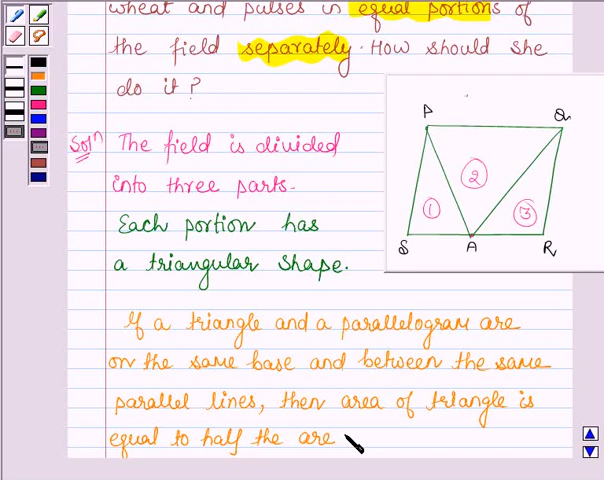 wheat and pulses in equal portions of
the field separately. How should she
do it?
Solⁿ The field is divided
into three parts.
Each portion has
a triangular shape.
P Q
1 2 3
S A R
If a triangle and a parallelogram are
on the same base and between the same
parallel lines, then area of triangle is
equal to half the are